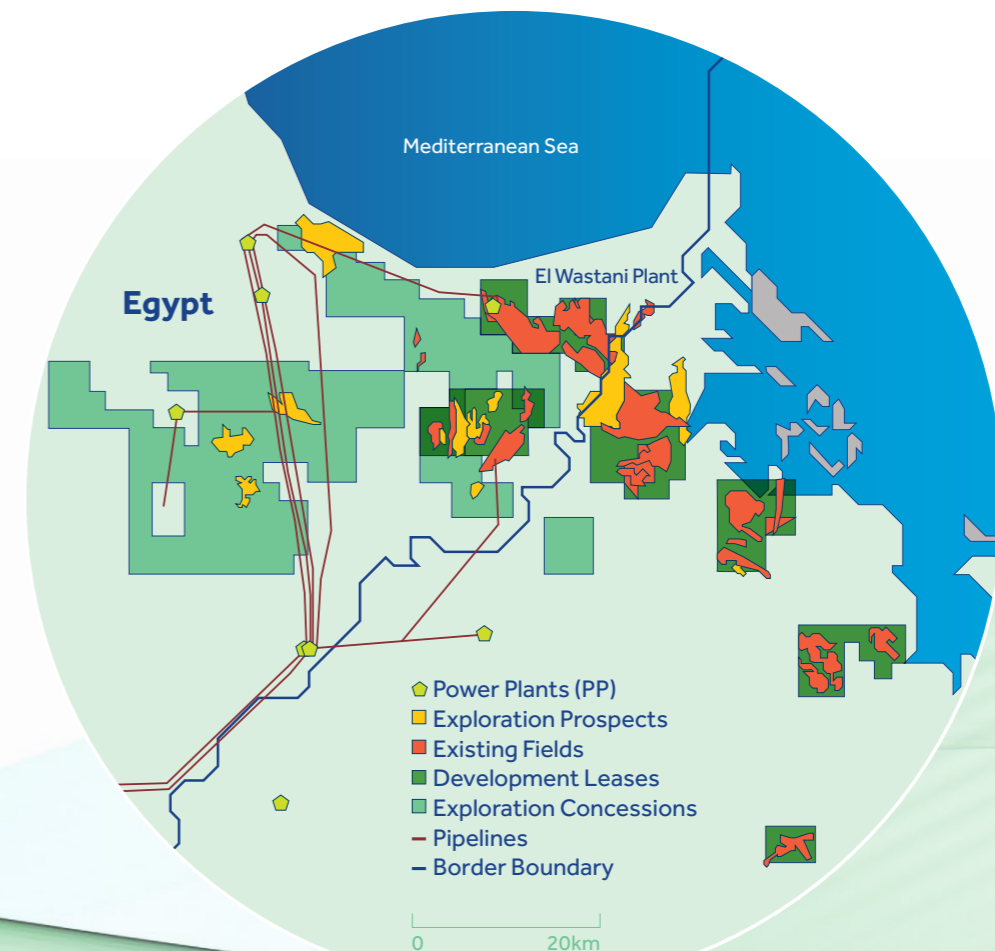 Mediterranean Sea
El Wastani Plant
Egypt
Power Plants (PP)
Exploration Prospects
Existing Fields
Development Leases
Exploration Concessions
Pipelines
Border Boundary
0 20km